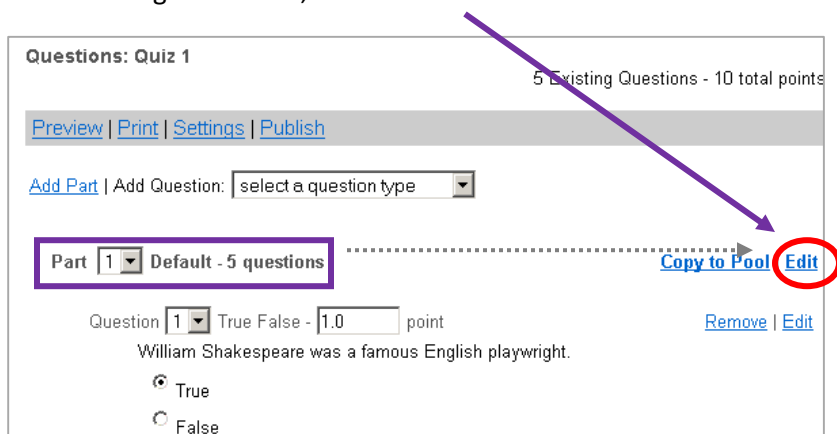 Questions: Quiz 1
5 Existing Questions - 10 total points
Preview | Print | Settings | Publish
Add Part | Add Question: select a question type
Part 1 Default - 5 questions Copy to Pool Edit
Question 1 True False - 1.0 point Remove | Edit
William Shakespeare was a famous English playwright.
True
False